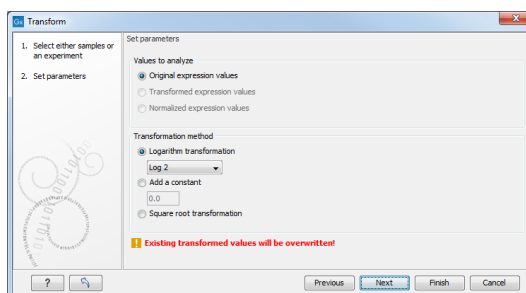 Gx Transform
1. Select either samples or
an experiment
2. Set parameters
Set parameters
Values to analyze
Original expression values
Transformed expression values
Normalized expression values
Transformation method
Logarithm transformation
Log 2
Add a constant
0.0
Square root transformation
Existing transformed values will be overwritten!
? Previous Next Finish Cancel